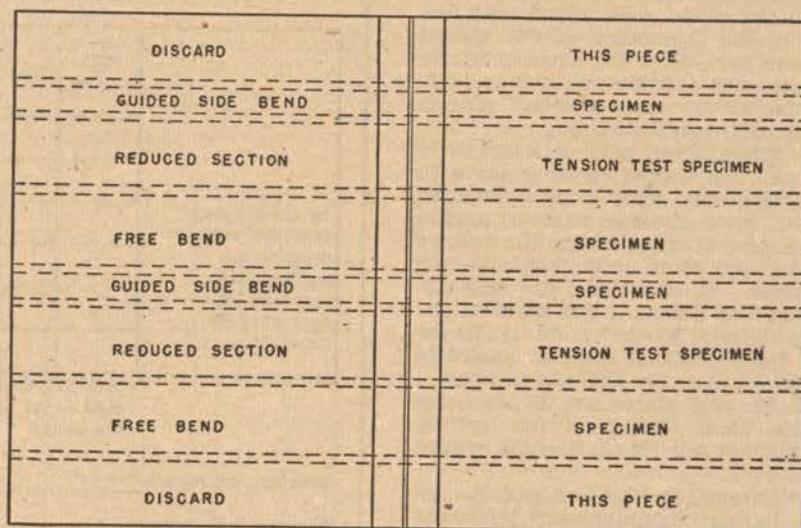 DISCARD THIS PIECE
GUIDED SIDE BEND SPECIMEN
REDUCED SECTION TENSION TEST SPECIMEN
FREE BEND SPECIMEN
GUIDED SIDE BEND SPECIMEN
REDUCED SECTION TENSION TEST SPECIMEN
FREE BEND SPECIMEN
DISCARD THIS PIECE